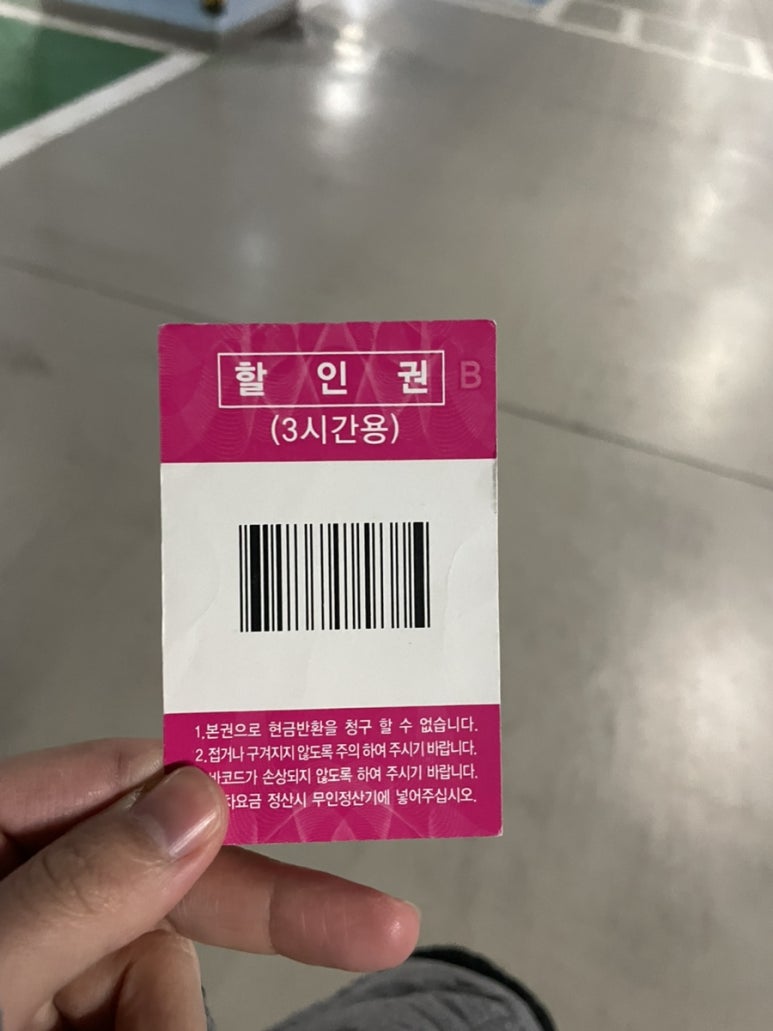 할 인 권 B
(3시간용)
1.본권으로 현금반환을 청구 할 수 없습니다.
2.접거나 구겨지지 않도록 주의 하여 주시기 바랍니다.
바코드가 손상되지 않도록 하여 주시기 바랍니다.
차요금 정산시 무인정산기에 넣어주십시오.